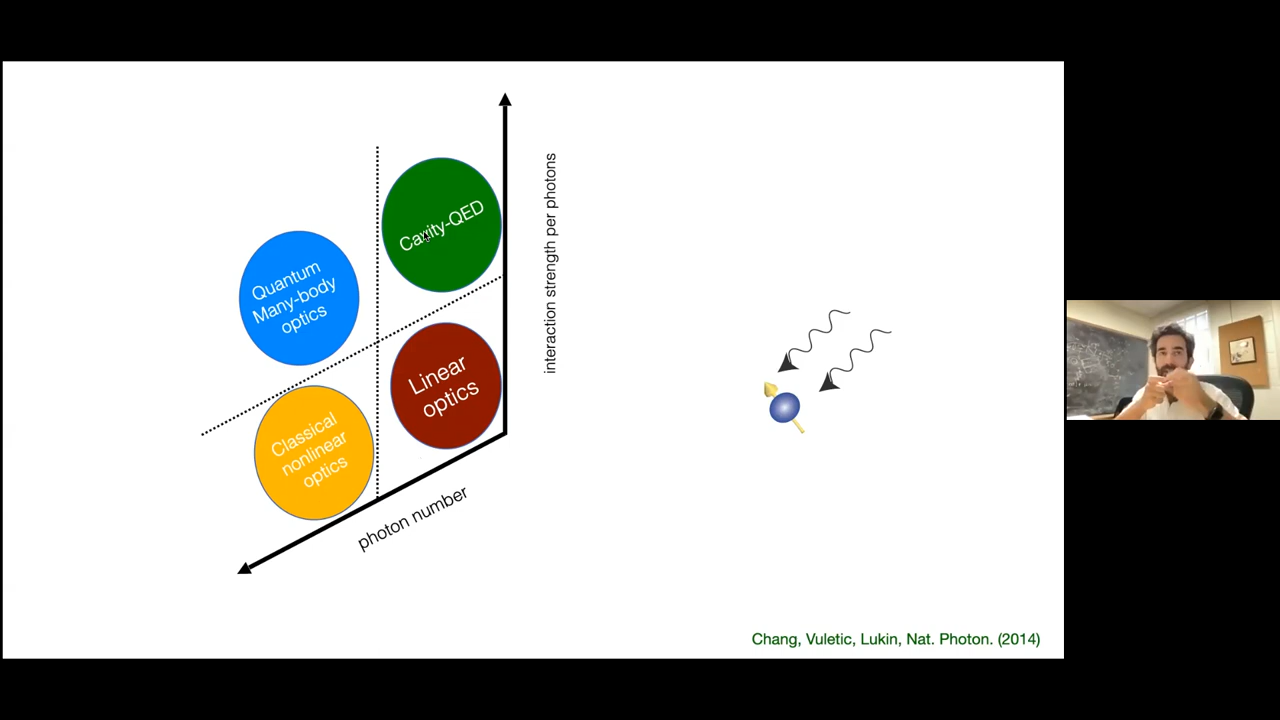 Cavity-QED
Quantum
Many-body
optics
Linear
optics
Classical
nonlinear
optics
interaction strength per photons
photon number
Chang, Vuletic, Lukin, Nat. Photon. (2014)